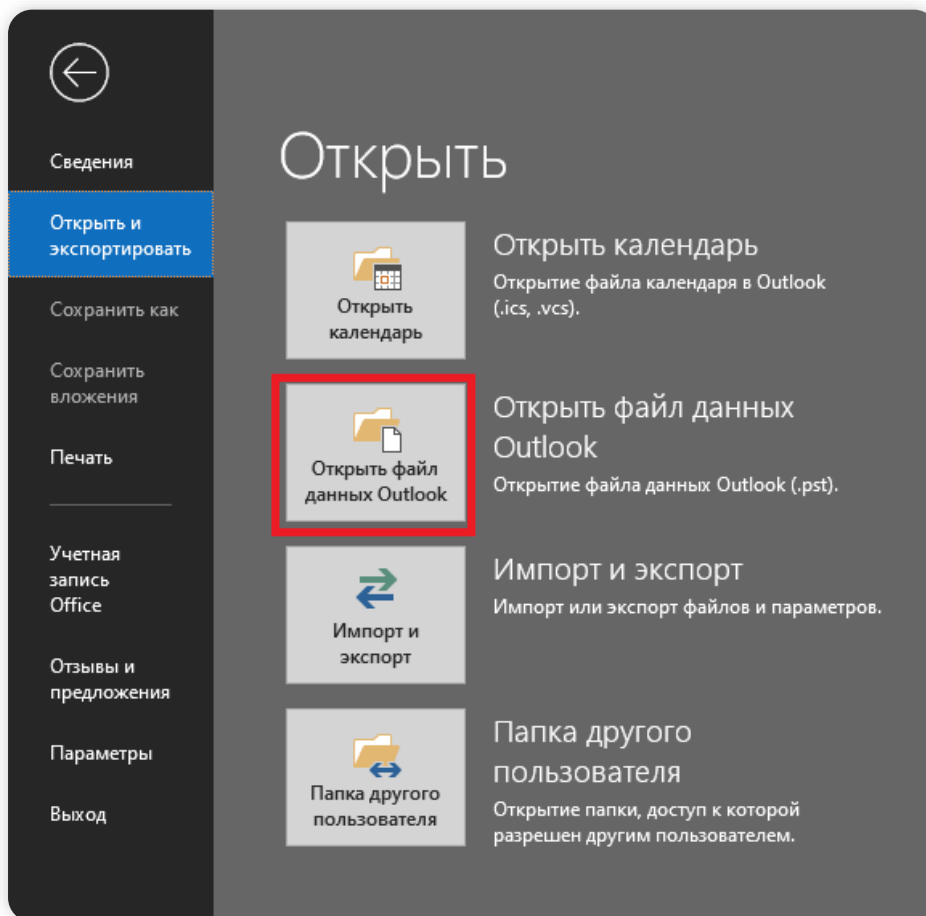 Сведения
Открыть и
экспортировать
Сохранить как
Сохранить
вложения
Печать
Учетная
запись
Office
Отзывы и
предложения
Параметры
Выход
Открыть
Открыть
календарь
Открыть календарь
Открытие файла календаря в Outlook
(.ics, .vcs).
Открыть файл
данных Outlook
Открыть файл данных
Outlook
Открытие файла данных Outlook (.pst).
Импорт и
экспорт
Импорт и экспорт
Импорт или экспорт файлов и параметров.
Папка другого
пользователя
Папка другого
пользователя
Открытие папки, доступ к которой
разрешен другим пользователем.